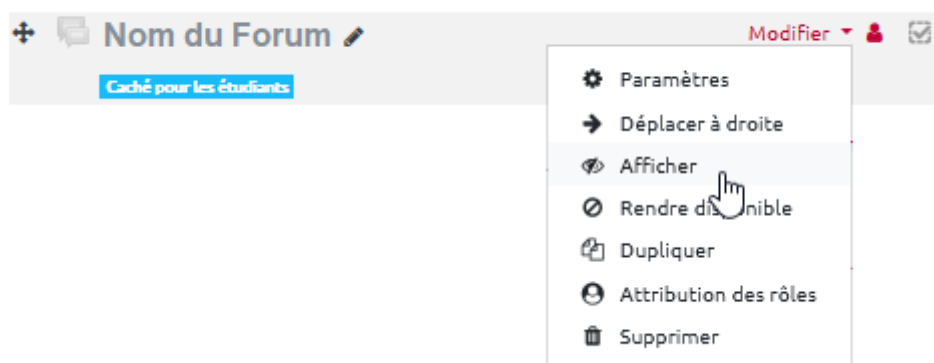 Nom du Forum
Modifier
Caché pour les étudiants
Paramètres
Déplacer à droite
Afficher
Rendre disponible
Dupliquer
Attribution des rôles
Supprimer